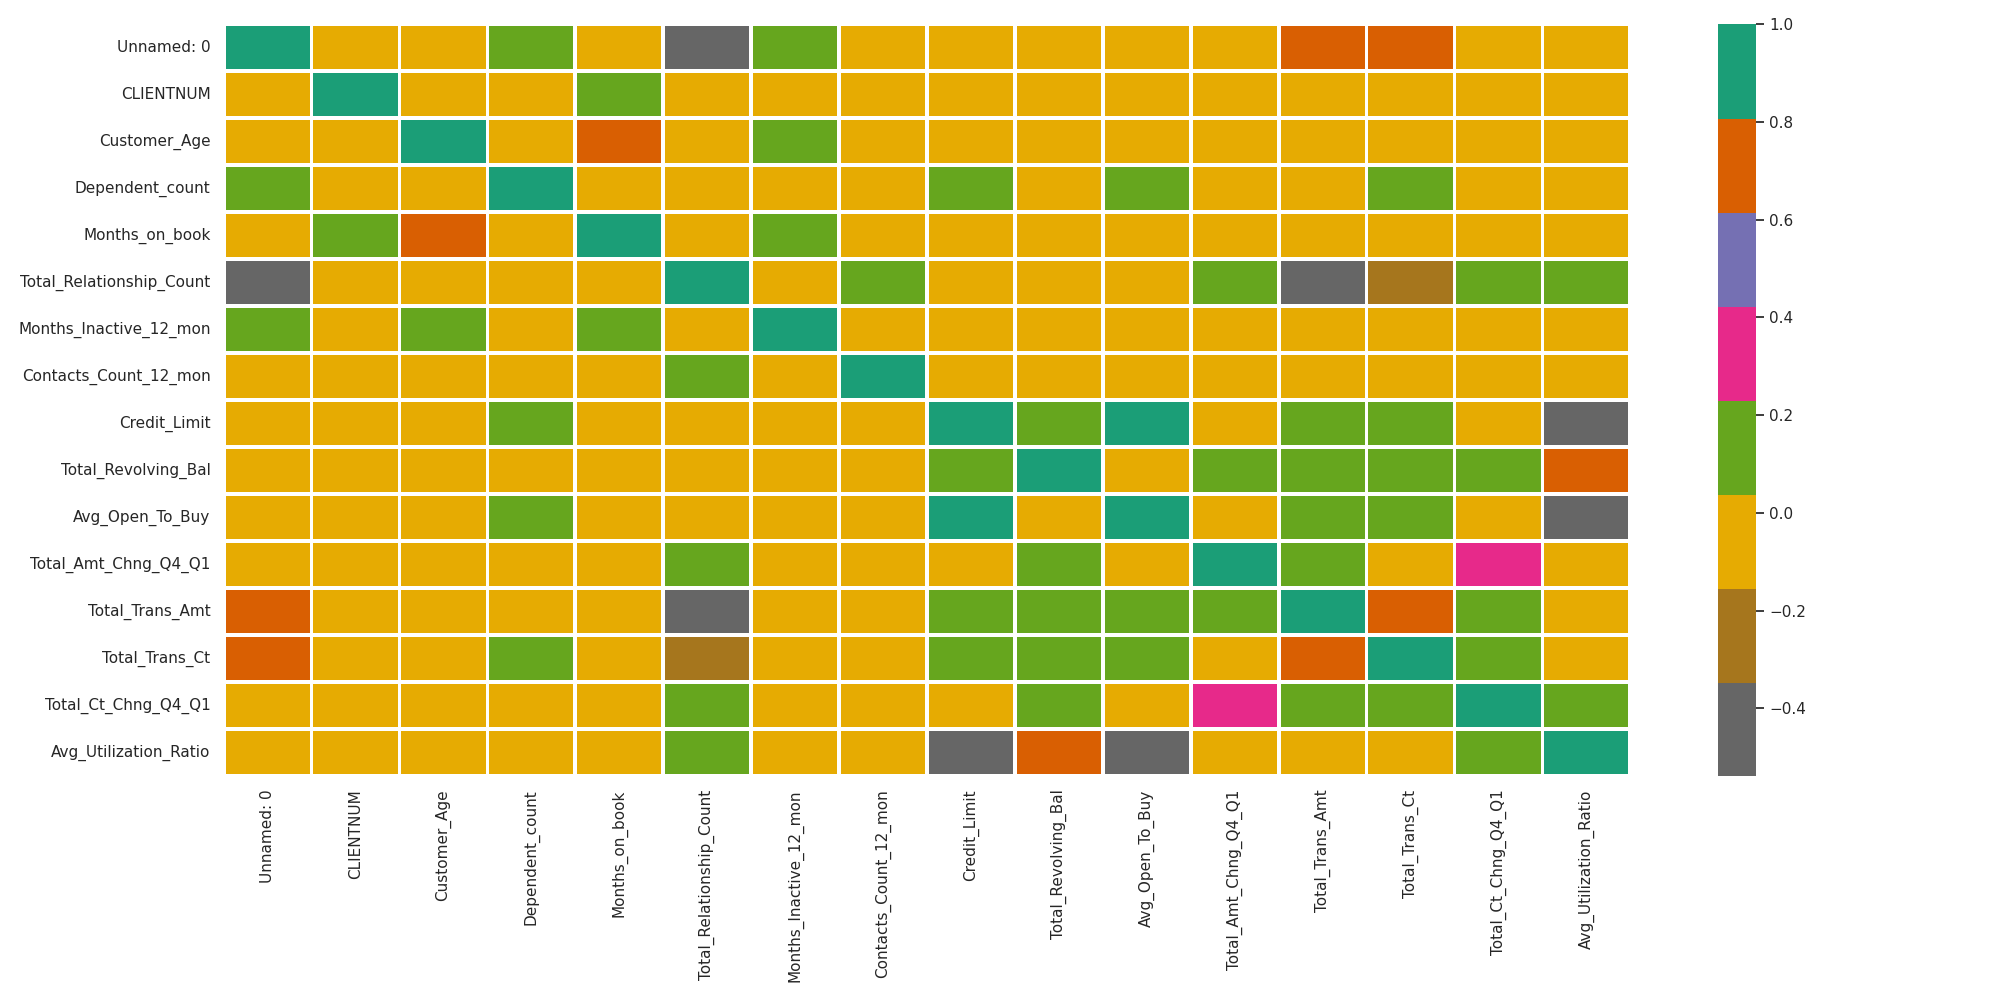 Unnamed: 0
CLIENTNUM
Customer_Age
Dependent_count
Months_on_book
Total_Relationship_Count
Months_Inactive_12_mon
Contacts_Count_12_mon
Credit_Limit
Total_Revolving_Bal
Avg_Open_To_Buy
Total_Amt_Chng_Q4_Q1
Total_Trans_Amt
Total_Trans_Ct
Total_Ct_Chng_Q4_Q1
Avg_Utilization_Ratio
Unnamed: 0
CLIENTNUM
Customer_Age
Dependent_count
Months_on_book
Total_Relationship_Count
Months_Inactive_12_mon
Contacts_Count_12_mon
Credit_Limit
Total_Revolving_Bal
Avg_Open_To_Buy
Total_Amt_Chng_Q4_Q1
Total_Trans_Amt
Total_Trans_Ct
Total_Ct_Chng_Q4_Q1
Avg_Utilization_Ratio
1.0
0.8
0.6
0.4
0.2
0.0
−0.2
−0.4